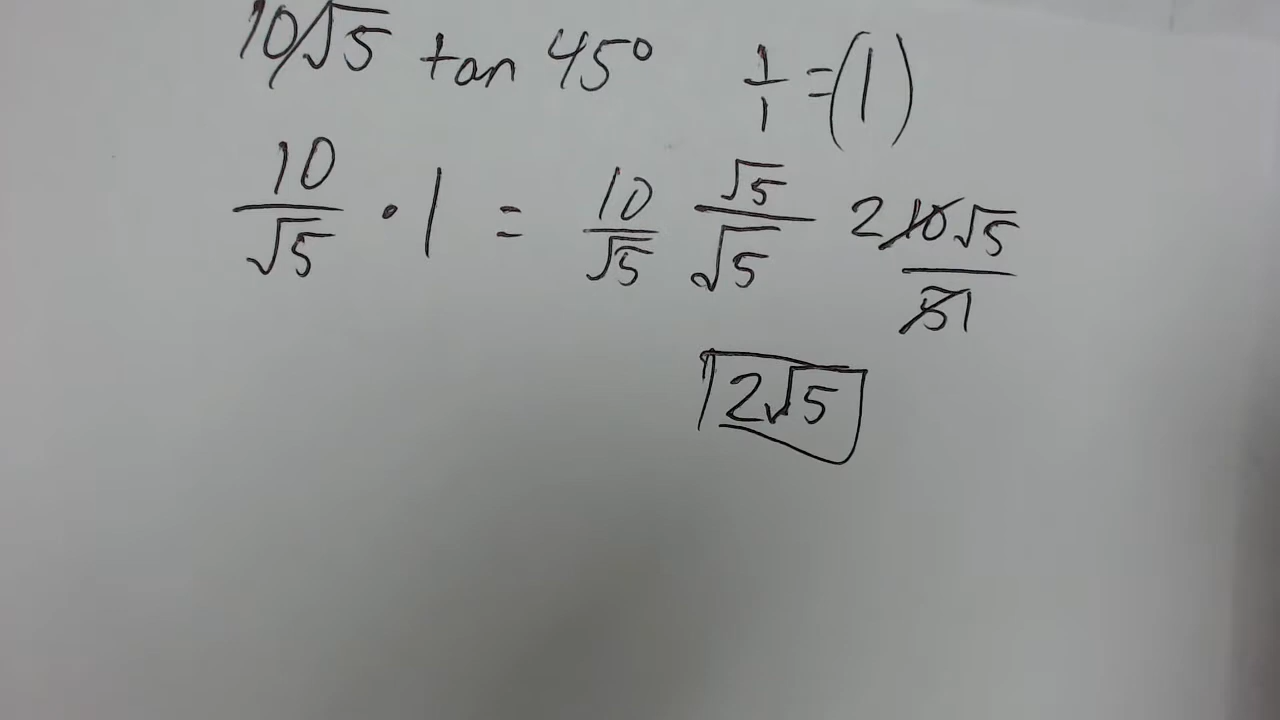 10/√5 tan 45° 1/1 = (1)
10/√5 · 1 = 10/√5 √5/√5 2 10√5/5 1
2√5